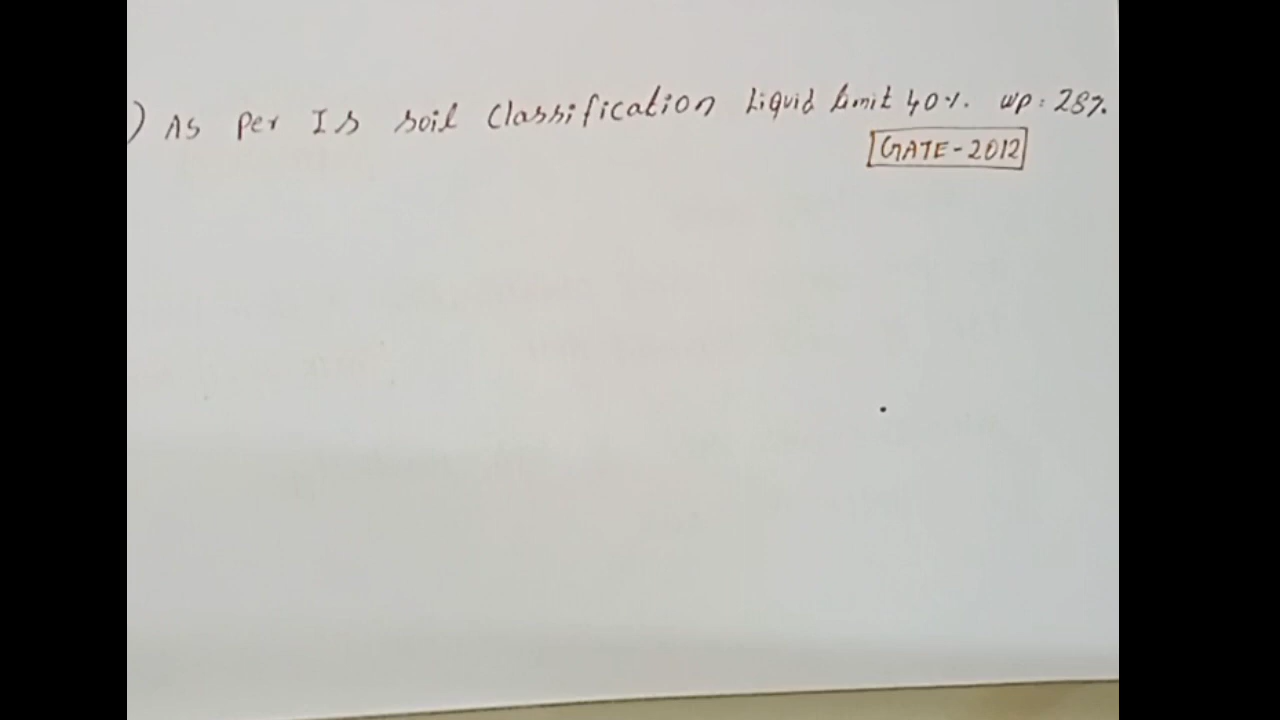 ) As per Is soil classification liquid limit 40%. wp: 28%.
GATE-2012